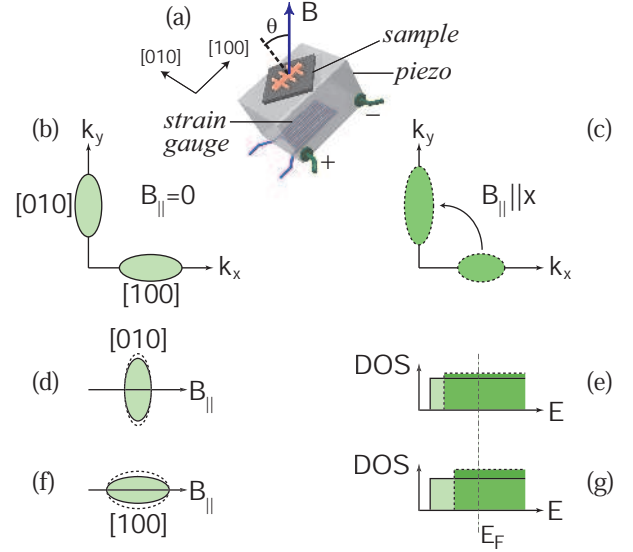 (a)
B
θ
[010]
[100]
sample
piezo
strain
gauge
−
+
(b)
k_y
[010]
B_||=0
k_x
[100]
(c)
k_y
B_||||x
k_x
(d)
[010]
B_||
(e)
DOS
E
(f)
B_||
[100]
(g)
DOS
E
E_F